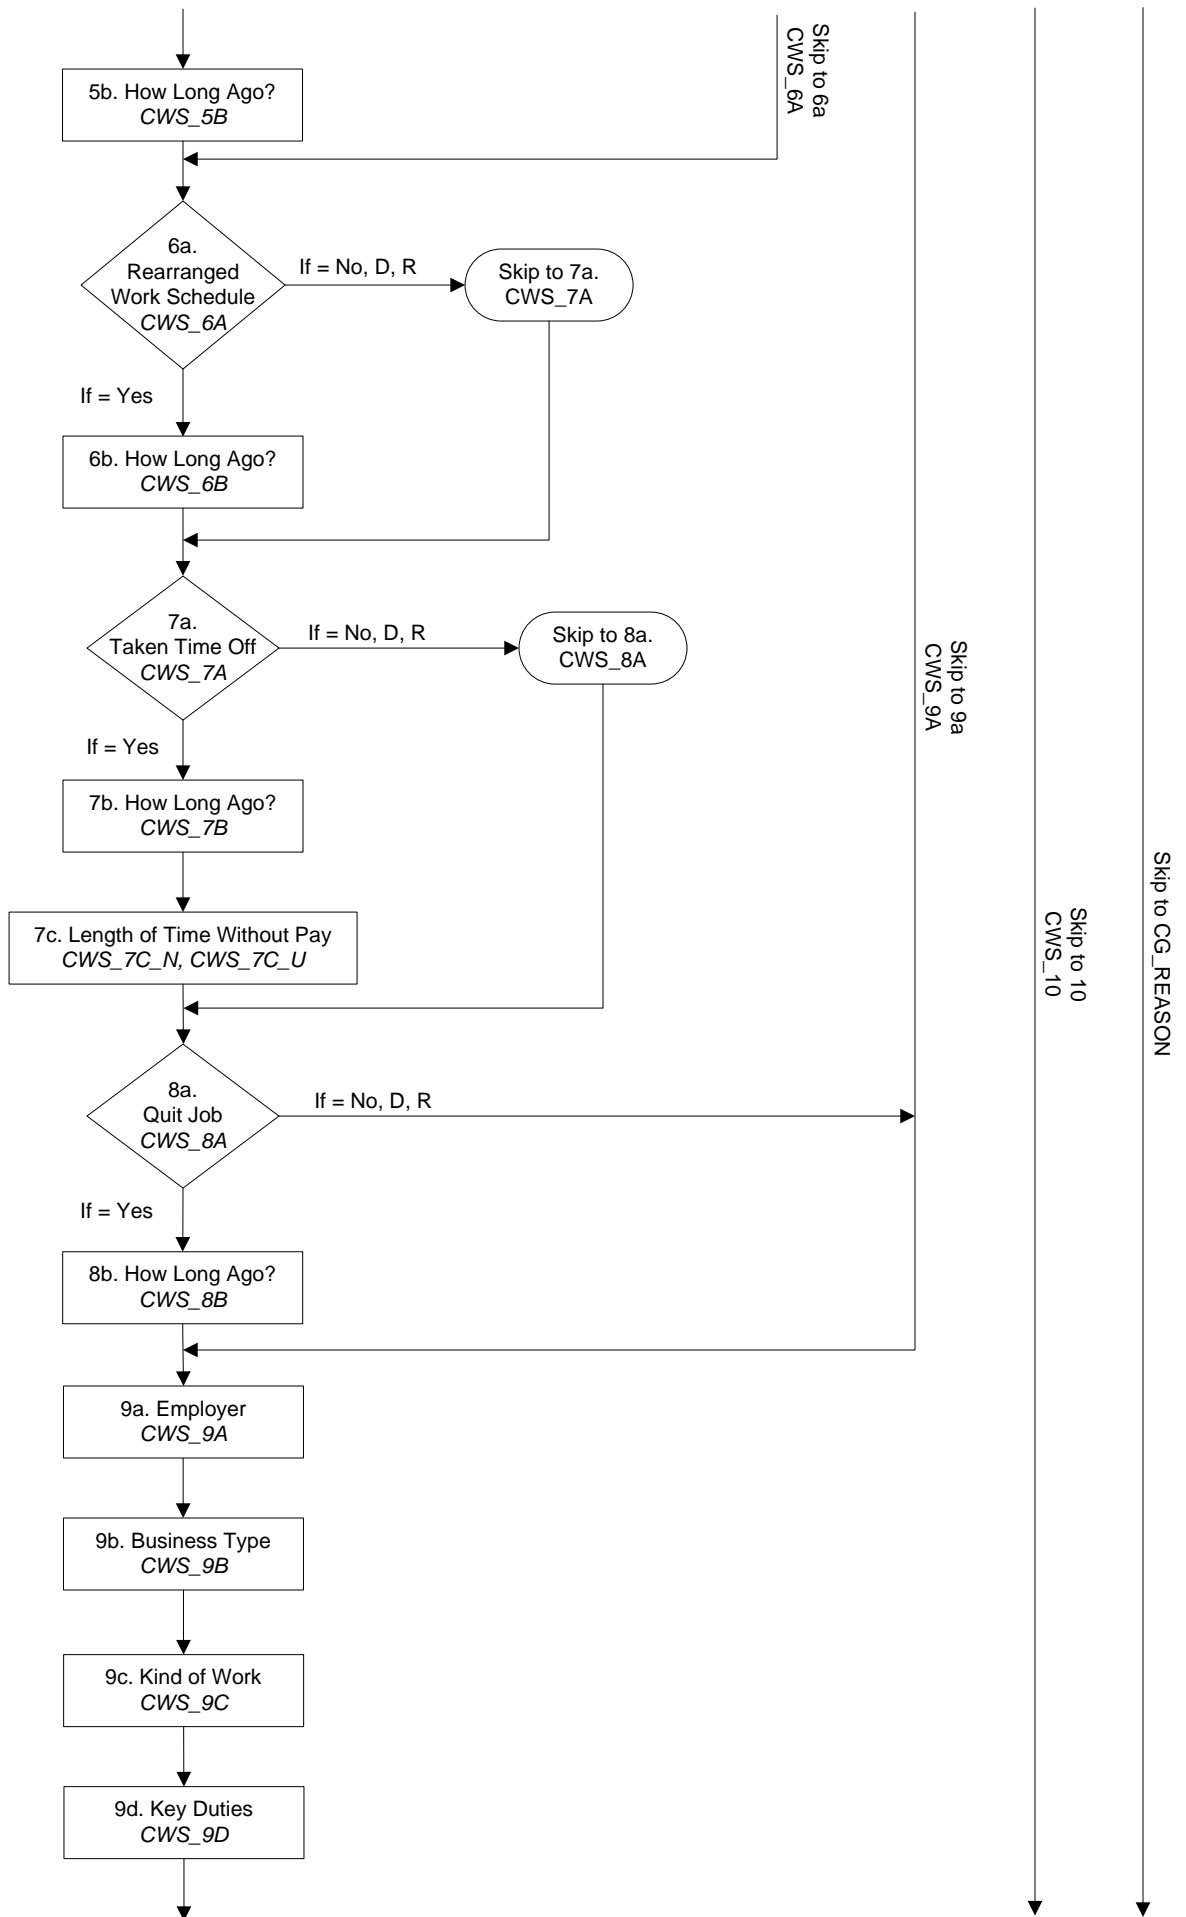 Skip to 6a
CWS_6A
5b. How Long Ago?
CWS_5B
6a.
Rearranged
Work Schedule
CWS_6A
If = No, D, R
Skip to 7a.
CWS_7A
If = Yes
6b. How Long Ago?
CWS_6B
7a.
Taken Time Off
CWS_7A
If = No, D, R
Skip to 8a.
CWS_8A
Skip to 9a
CWS_9A
If = Yes
7b. How Long Ago?
CWS_7B
Skip to CG_REASON
Skip to 10
CWS_10
7c. Length of Time Without Pay
CWS_7C_N, CWS_7C_U
8a.
Quit Job
CWS_8A
If = No, D, R
If = Yes
8b. How Long Ago?
CWS_8B
9a. Employer
CWS_9A
9b. Business Type
CWS_9B
9c. Kind of Work
CWS_9C
9d. Key Duties
CWS_9D